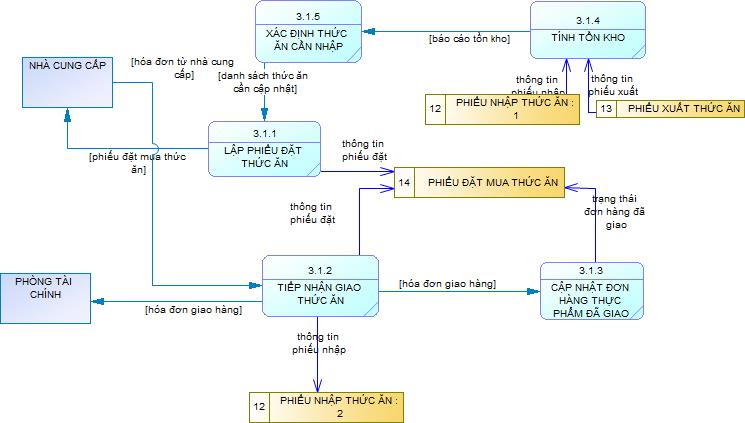 3.1.5
XÁC ĐỊNH THỨC
ĂN CẦN NHẬP
[báo cáo tồn kho]
3.1.4
TÍNH TỒN KHO
NHÀ CUNG CẤP
[hóa đơn từ nhà cung
cấp]
[danh sách thức ăn
cần cập nhật]
thông tin
phiếu nhập
thông tin
phiếu xuất
12
PHIẾU NHẬP THỨC ĂN :
1
13
PHIẾU XUẤT THỨC ĂN
3.1.1
LẬP PHIẾU ĐẶT
THỨC ĂN
[phiếu đặt mua thức
ăn]
thông tin
phiếu đặt
14
PHIẾU ĐẶT MUA THỨC ĂN
thông tin
phiếu đặt
trạng thái
đơn hàng đã
giao
PHÒNG TÀI
CHÍNH
[hóa đơn giao hàng]
3.1.2
TIẾP NHẬN GIAO
THỨC ĂN
[hóa đơn giao hàng]
3.1.3
CẬP NHẬT ĐƠN
HÀNG THỰC
PHẨM ĐÃ GIAO
thông tin
phiếu nhập
12
PHIẾU NHẬP THỨC ĂN :
2